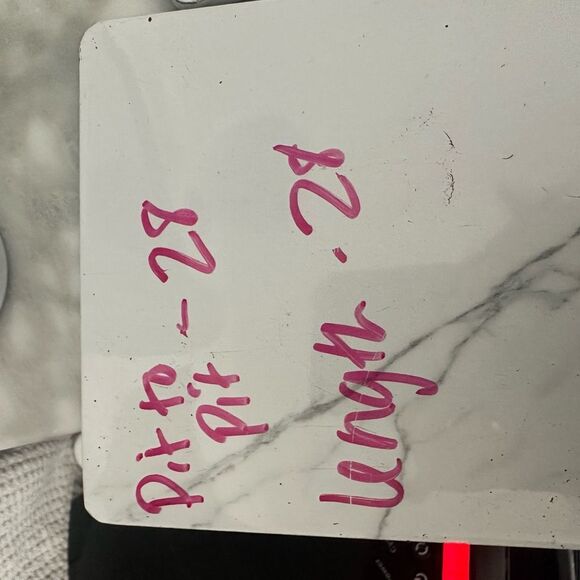 Pit to - 28
pit
length . 28